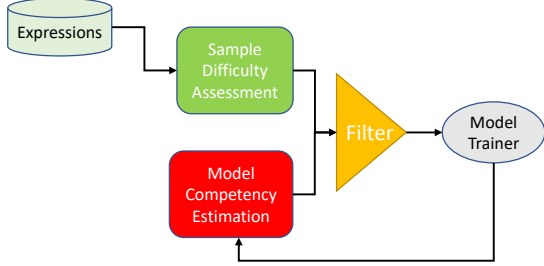 Expressions
Sample
Difficulty
Assessment
Filter
Model
Trainer
Model
Competency
Estimation